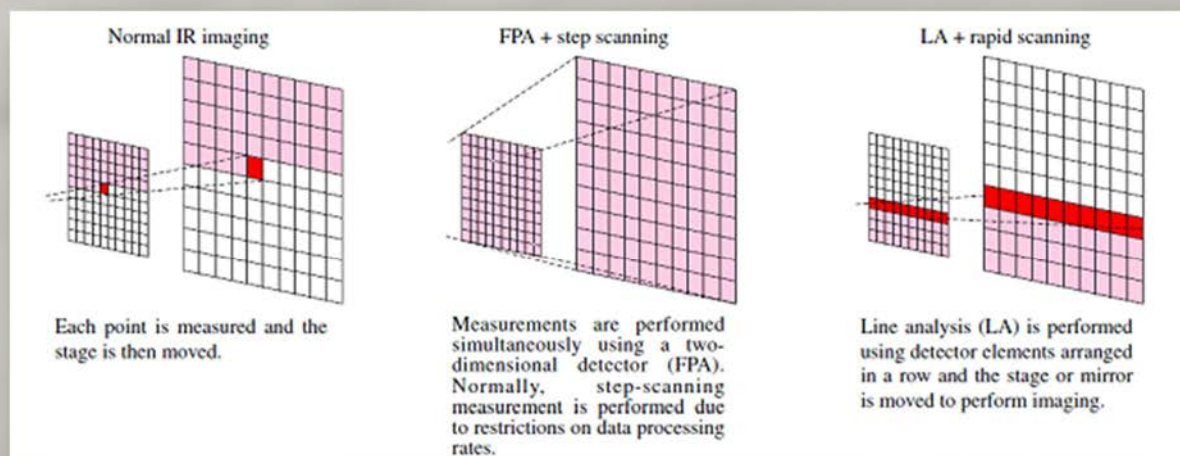 Normal IR imaging
Each point is measured and the
stage is then moved.
FPA + step scanning
Measurements are performed
simultaneously using a two-
dimensional detector (FPA).
Normally, step-scanning
measurement is performed due
to restrictions on data processing
rates.
LA + rapid scanning
Line analysis (LA) is performed
using detector elements arranged
in a row and the stage or mirror
is moved to perform imaging.